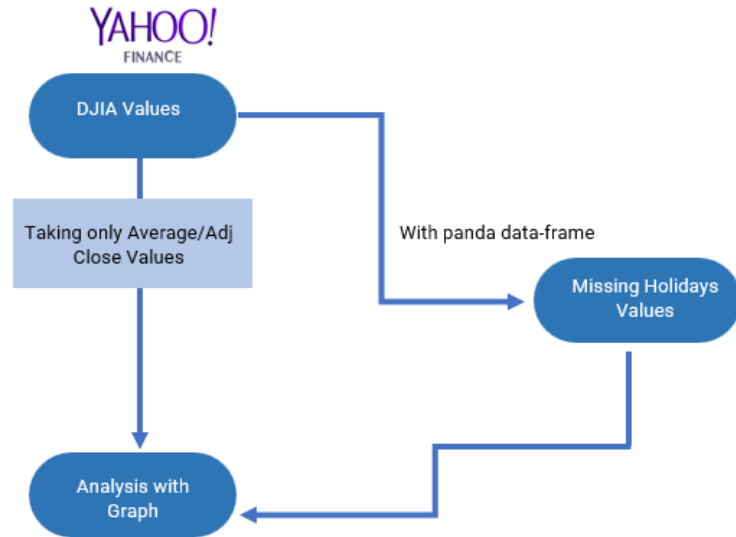 YAHOO!
FINANCE
DJIA Values
Taking only Average/Adj
Close Values
With panda data-frame
Missing Holidays
Values
Analysis with
Graph